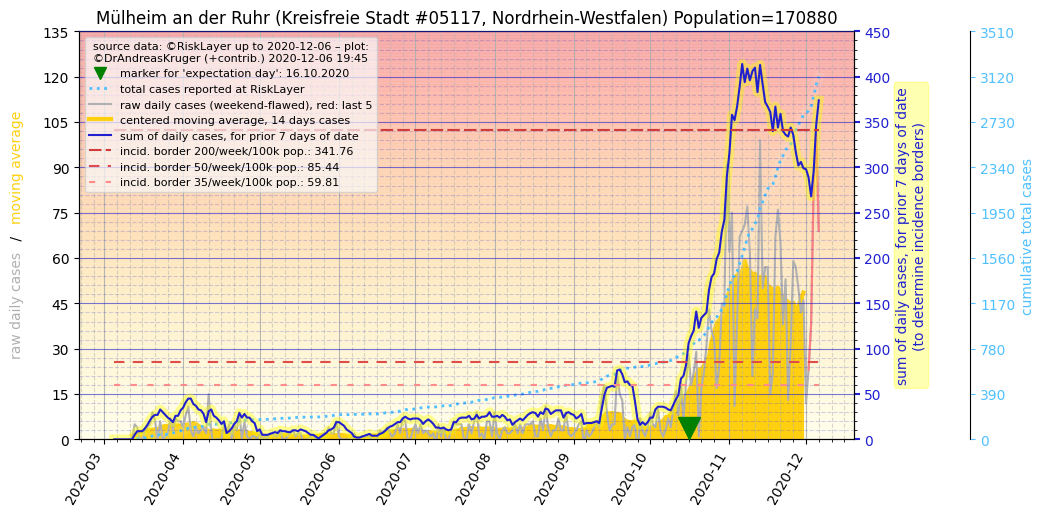 Mülheim an der Ruhr (Kreisfreie Stadt #05117, Nordrhein-Westfalen) Population=170880
source data: ©RiskLayer up to 2020-12-06 – plot:
©DrAndreasKruger (+contrib.) 2020-12-06 19:45
marker for 'expectation day': 16.10.2020
total cases reported at RiskLayer
raw daily cases (weekend-flawed), red: last 5
centered moving average, 14 days cases
sum of daily cases, for prior 7 days of date
incid. border 200/week/100k pop.: 341.76
incid. border 50/week/100k pop.: 85.44
incid. border 35/week/100k pop.: 59.81
raw daily cases / moving average
135
120
105
90
75
60
45
30
15
0
2020-03
2020-04
2020-05
2020-06
2020-07
2020-08
2020-09
2020-10
2020-11
2020-12
450
400
350
300
250
200
150
100
50
0
sum of daily cases, for prior 7 days of date
(to determine incidence borders)
3510
3120
2730
2340
1950
1560
1170
780
390
0
cumulative total cases